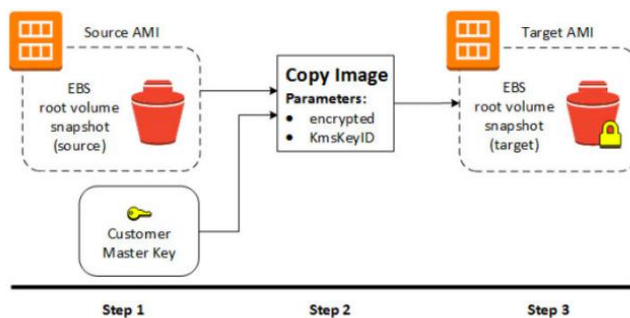 Source AMI
EBS
root volume
snapshot
(source)
Customer
Master Key
Copy Image
Parameters:
• encrypted
• KmsKeyID
Target AMI
EBS
root volume
snapshot
(target)
Step 1
Step 2
Step 3